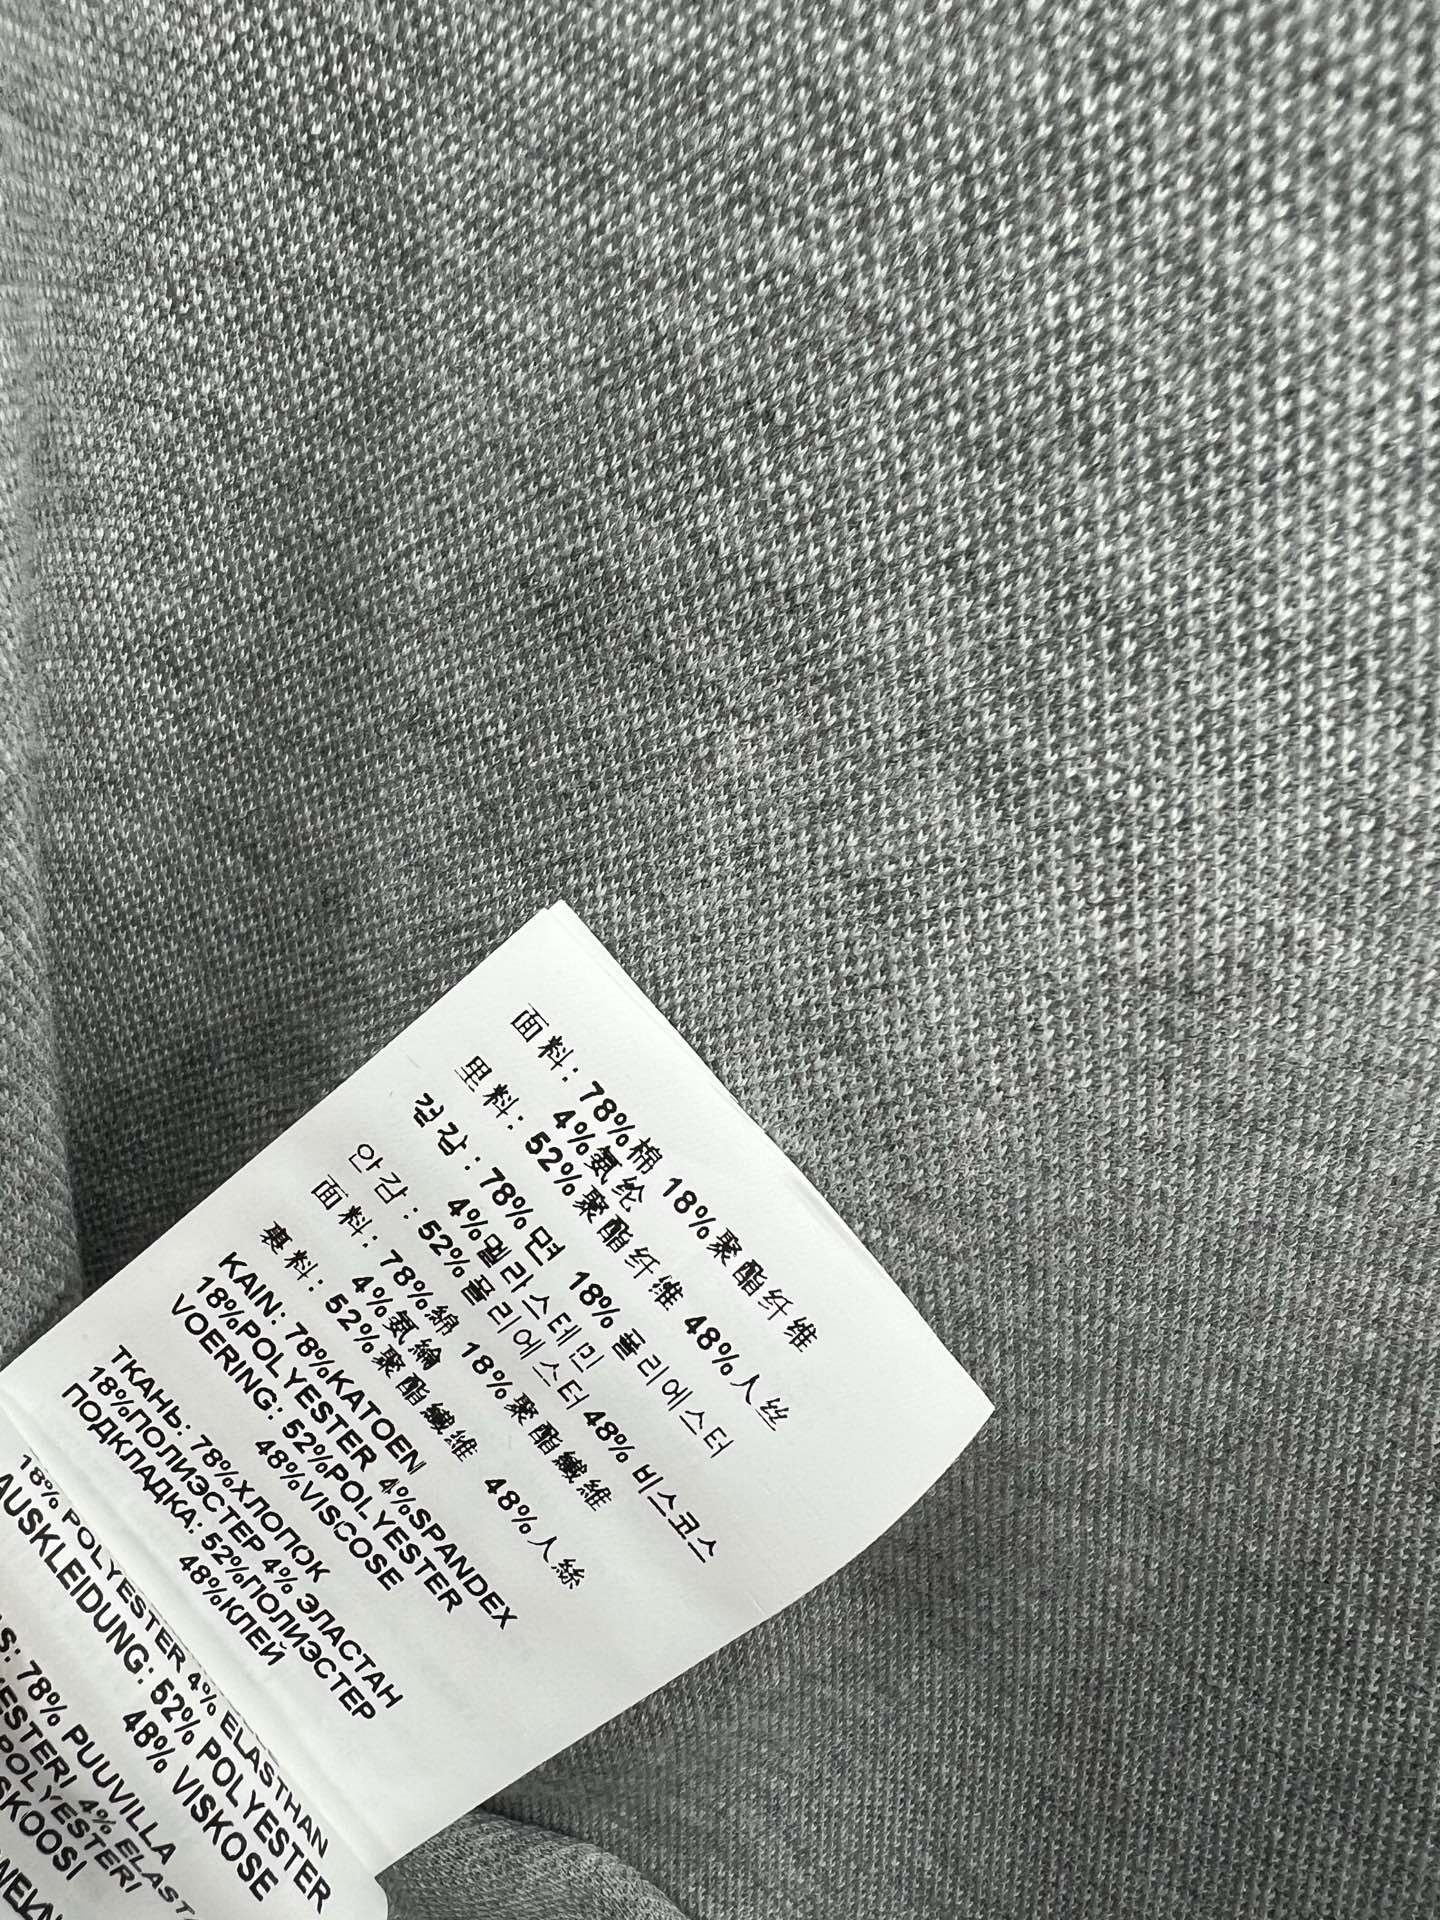 面料: 78%棉 18%聚酯纤维
4%氨纶
里料: 52%聚酯纤维 48%人丝
겉감: 78%면 18%폴리에스터
4%엘라스테인
안감: 52%폴리에스터 48%비스코스
面料: 78%綿 18%聚酯纖維
4%氨綸
裏料: 52%聚酯纖維 48%人絲
KAIN: 78%KATOEN
18%POLYESTER 4%SPANDEX
VOERING: 52%POLYESTER
48%VISCOSE
ТКАНЬ: 78%ХЛОПОК
18%ПОЛИЭСТЕР 4% ЭЛАСТАН
ПОДКЛАДКА: 52%ПОЛИЭСТЕР
48%КЛЕЙ
18% POLYESTER 4% ELASTHAN
AUSKLEIDUNG: 52% POLYESTER
48% VISKOSE
78% PUUVILLA
4%